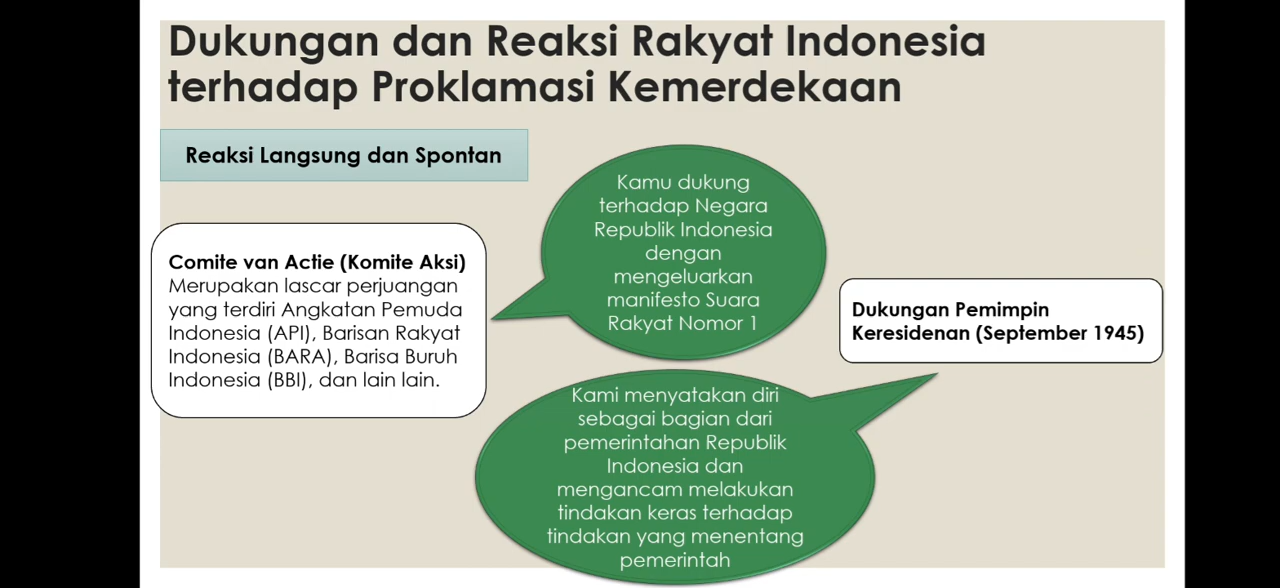 Dukungan dan Reaksi Rakyat Indonesia
terhadap Proklamasi Kemerdekaan
Reaksi Langsung dan Spontan
Comite van Actie (Komite Aksi)
Merupakan lascar perjuangan
yang terdiri Angkatan Pemuda
Indonesia (API), Barisan Rakyat
Indonesia (BARA), Barisa Buruh
Indonesia (BBI), dan lain lain.
Kamu dukung
terhadap Negara
Republik Indonesia
dengan
mengeluarkan
manifesto Suara
Rakyat Nomor 1
Dukungan Pemimpin
Keresidenan (September 1945)
Kami menyatakan diri
sebagai bagian dari
pemerintahan Republik
Indonesia dan
mengancam melakukan
tindakan keras terhadap
tindakan yang menentang
pemerintah